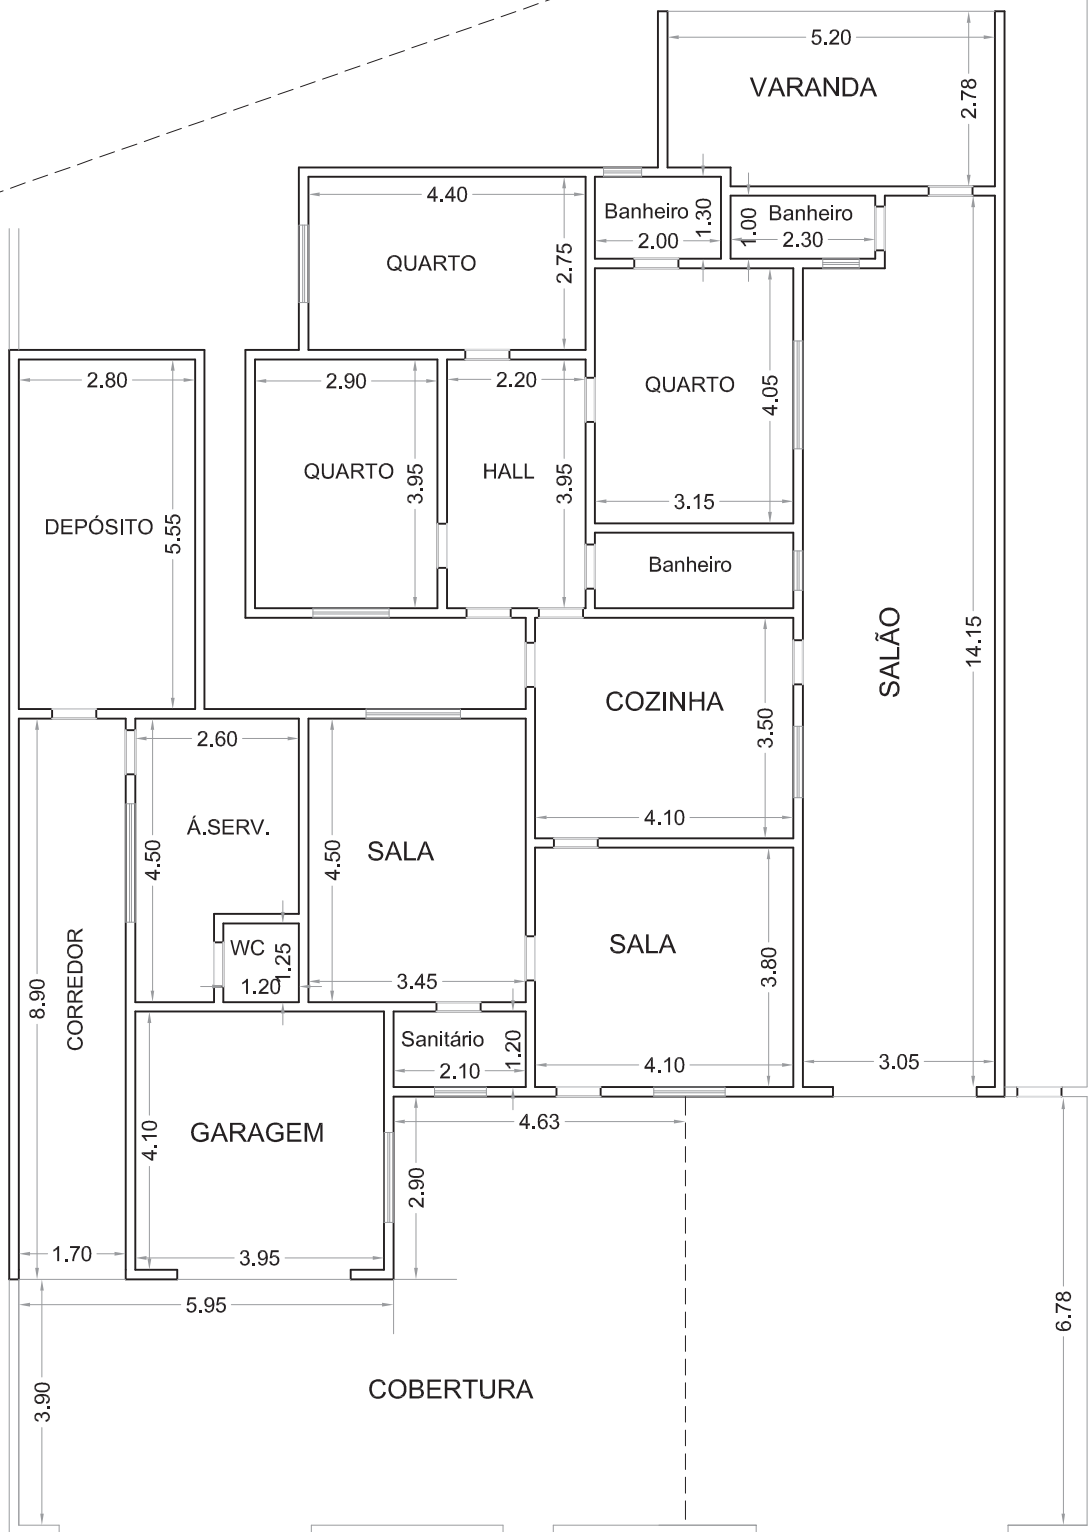 5.20
VARANDA
2.78
4.40
QUARTO
2.75
Banheiro
2.00
1.30
1.00
Banheiro
2.30
2.80
DEPÓSITO
5.55
2.90
QUARTO
3.95
2.20
HALL
3.95
QUARTO
4.05
3.15
Banheiro
SALÃO
14.15
3.05
COZINHA
3.50
4.10
2.60
Á.SERV.
4.50
WC
1.25
1.20
4.50
SALA
3.45
SALA
3.80
4.10
8.90
CORREDOR
1.70
Sanitário
1.20
2.10
GARAGEM
4.10
3.95
4.63
2.90
5.95
6.78
COBERTURA
3.90